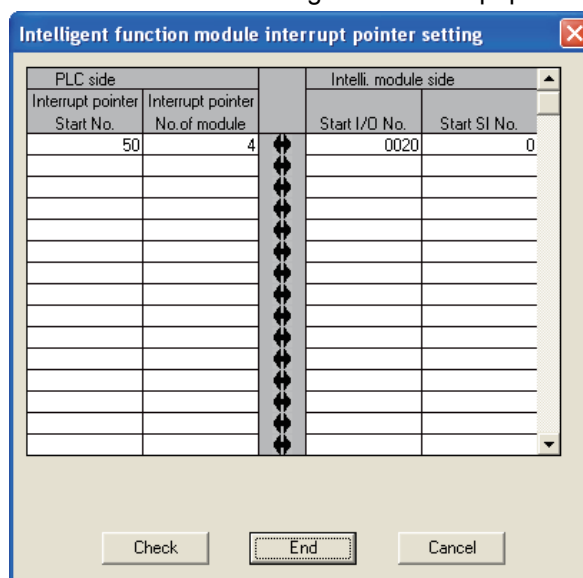 Intelligent function module interrupt pointer setting
PLC side Intelli. module side
Interrupt pointer Interrupt pointer
Start No. No.of module Start I/O No. Start SI No.
50 4 0020 0
Check End Cancel